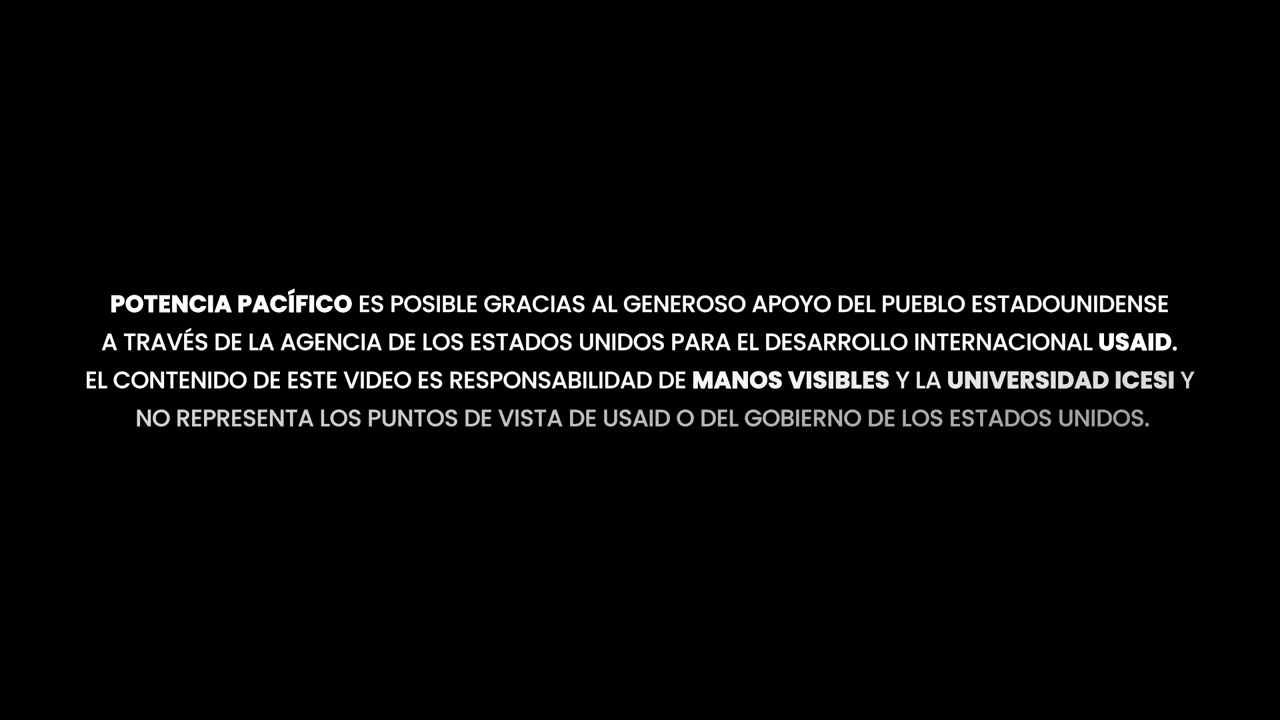 POTENCIA PACÍFICO ES POSIBLE GRACIAS AL GENEROSO APOYO DEL PUEBLO ESTADOUNIDENSE
A TRAVÉS DE LA AGENCIA DE LOS ESTADOS UNIDOS PARA EL DESARROLLO INTERNACIONAL USAID.
EL CONTENIDO DE ESTE VIDEO ES RESPONSABILIDAD DE MANOS VISIBLES Y LA UNIVERSIDAD ICESI Y
NO REPRESENTA LOS PUNTOS DE VISTA DE USAID O DEL GOBIERNO DE LOS ESTADOS UNIDOS.